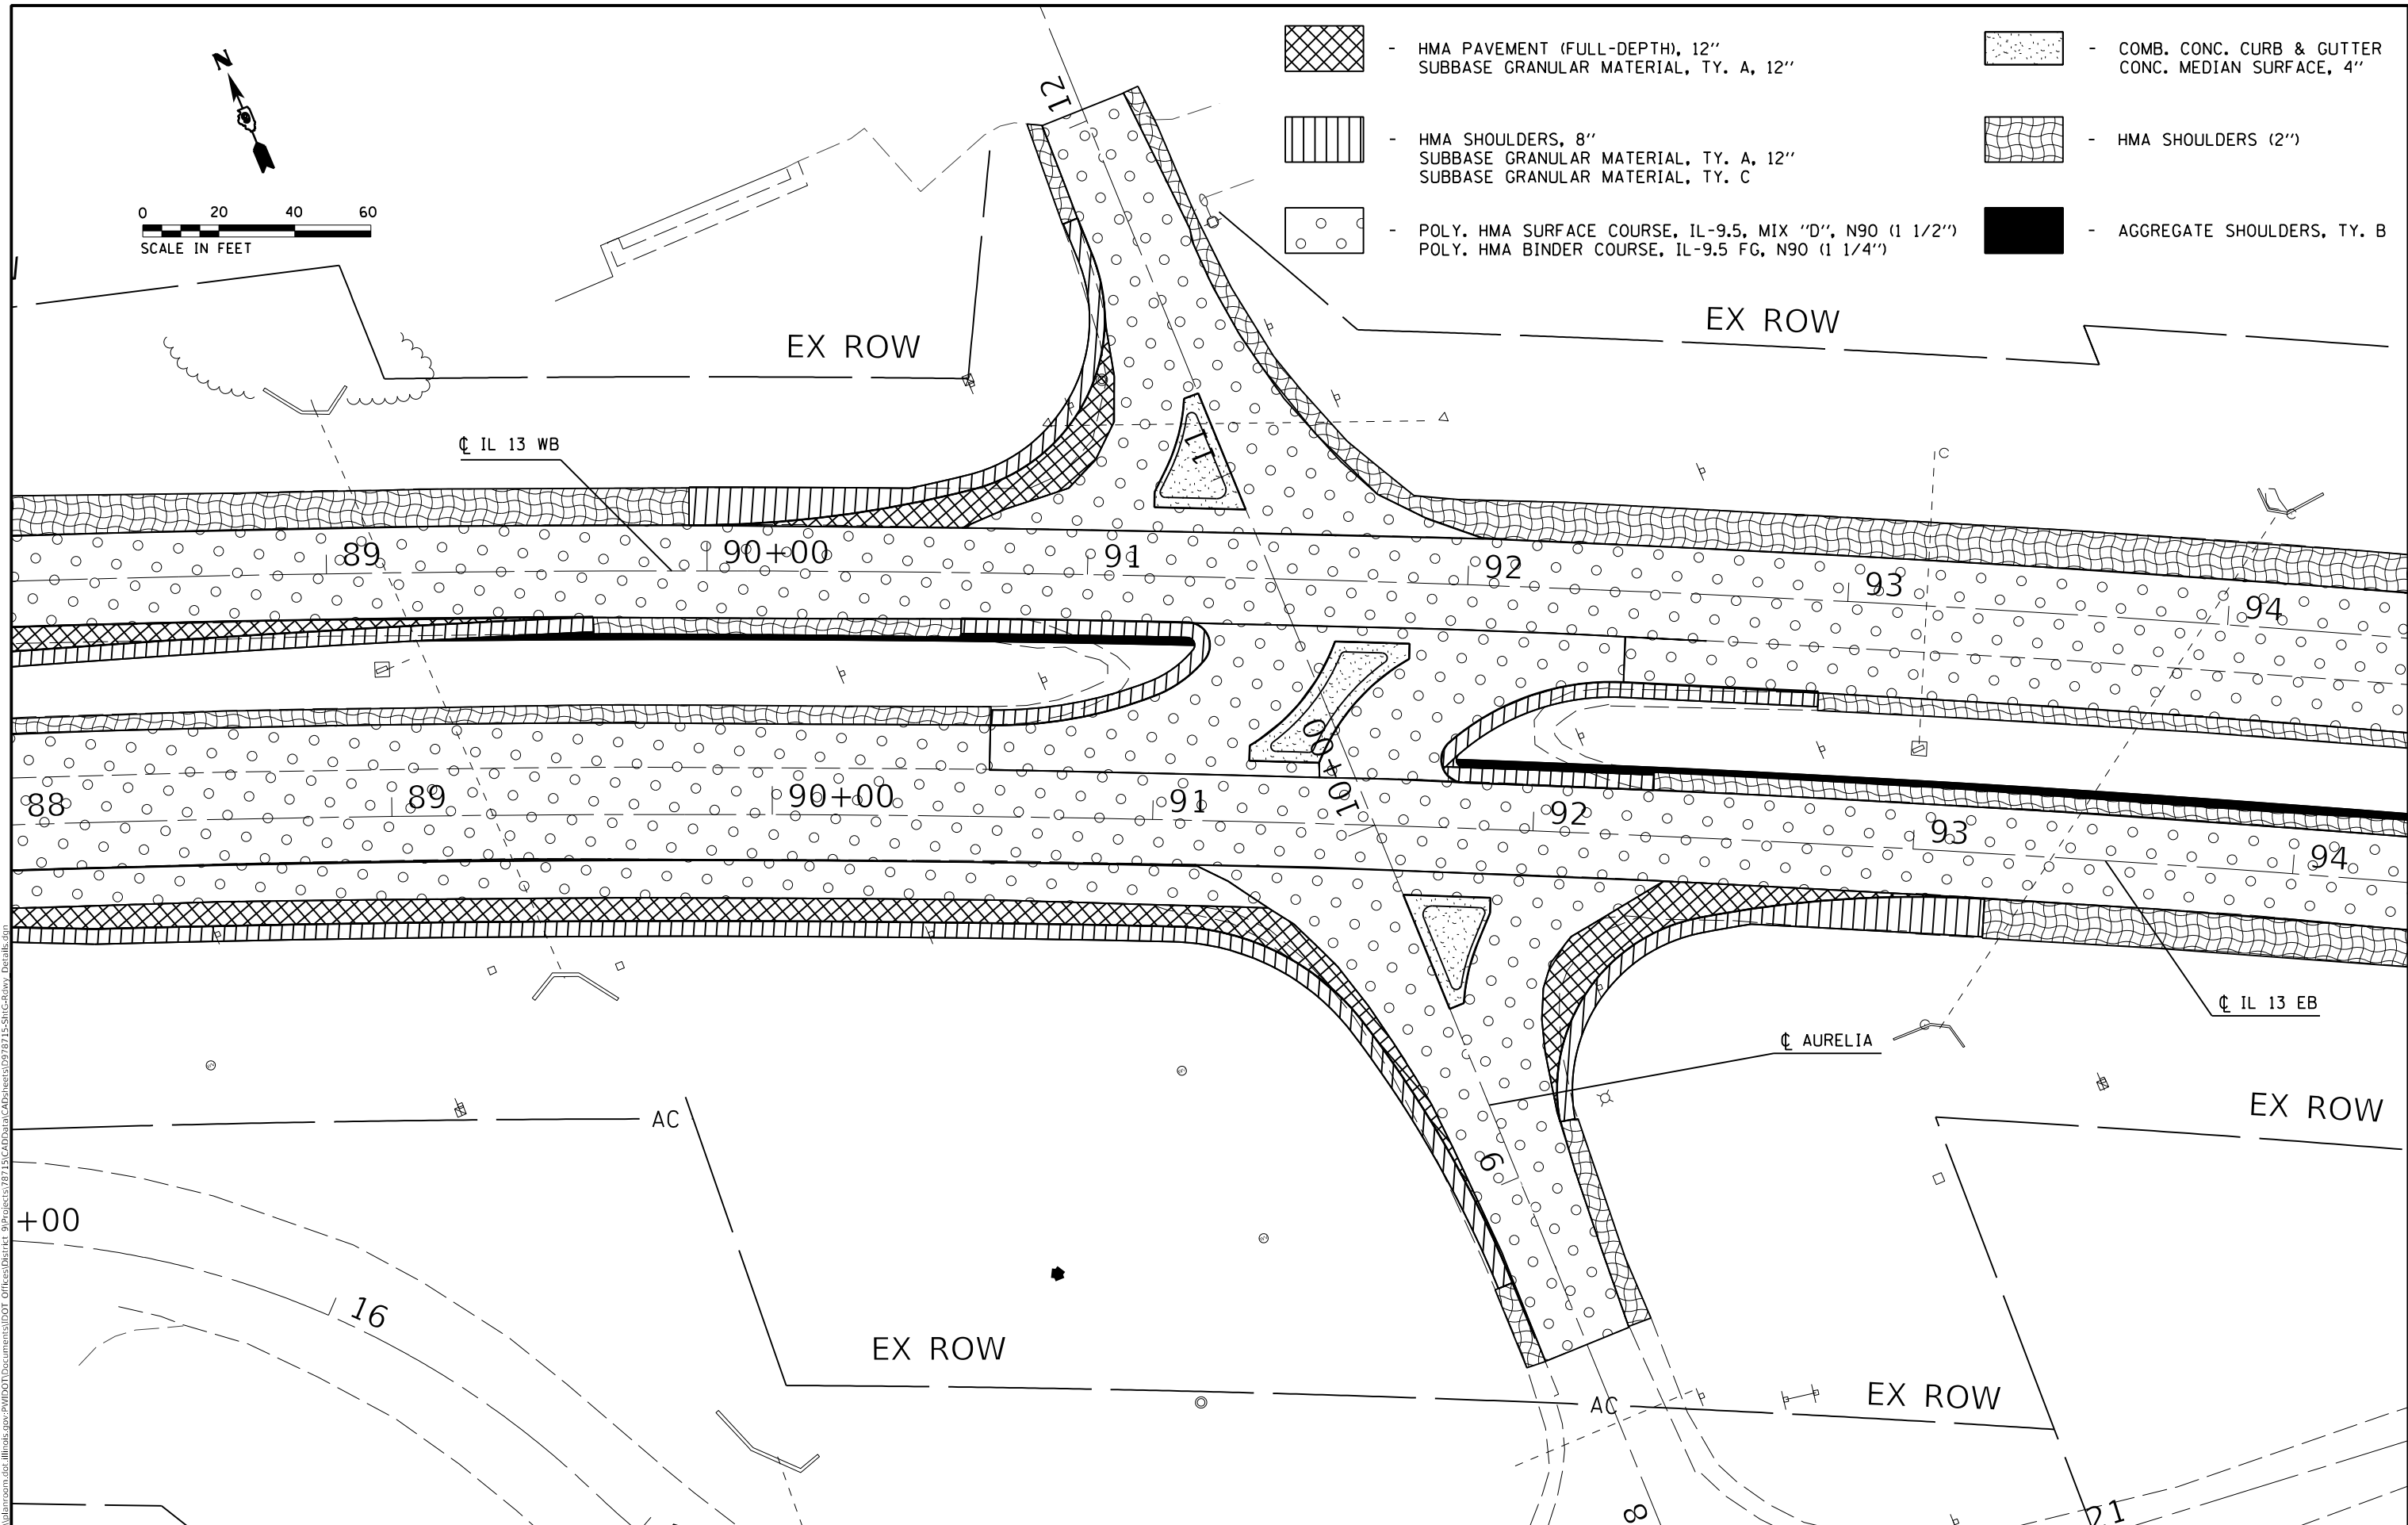 N
0 20 40 60
SCALE IN FEET
- HMA PAVEMENT (FULL-DEPTH), 12"
SUBBASE GRANULAR MATERIAL, TY. A, 12"
- HMA SHOULDERS, 8"
SUBBASE GRANULAR MATERIAL, TY. A, 12"
SUBBASE GRANULAR MATERIAL, TY. C
- POLY. HMA SURFACE COURSE, IL-9.5, MIX "D", N90 (1 1/2")
POLY. HMA BINDER COURSE, IL-9.5 FG, N90 (1 1/4")
- COMB. CONC. CURB & GUTTER
CONC. MEDIAN SURFACE, 4"
- HMA SHOULDERS (2")
- AGGREGATE SHOULDERS, TY. B
12
EX ROW
EX ROW
℄ IL 13 WB
11
89
90+00
91
92
93
94
10+00
88
89
90+00
91
92
93
94
℄ IL 13 EB
℄ AURELIA
AC
EX ROW
9
+00
16
EX ROW
AC
EX ROW
8
21